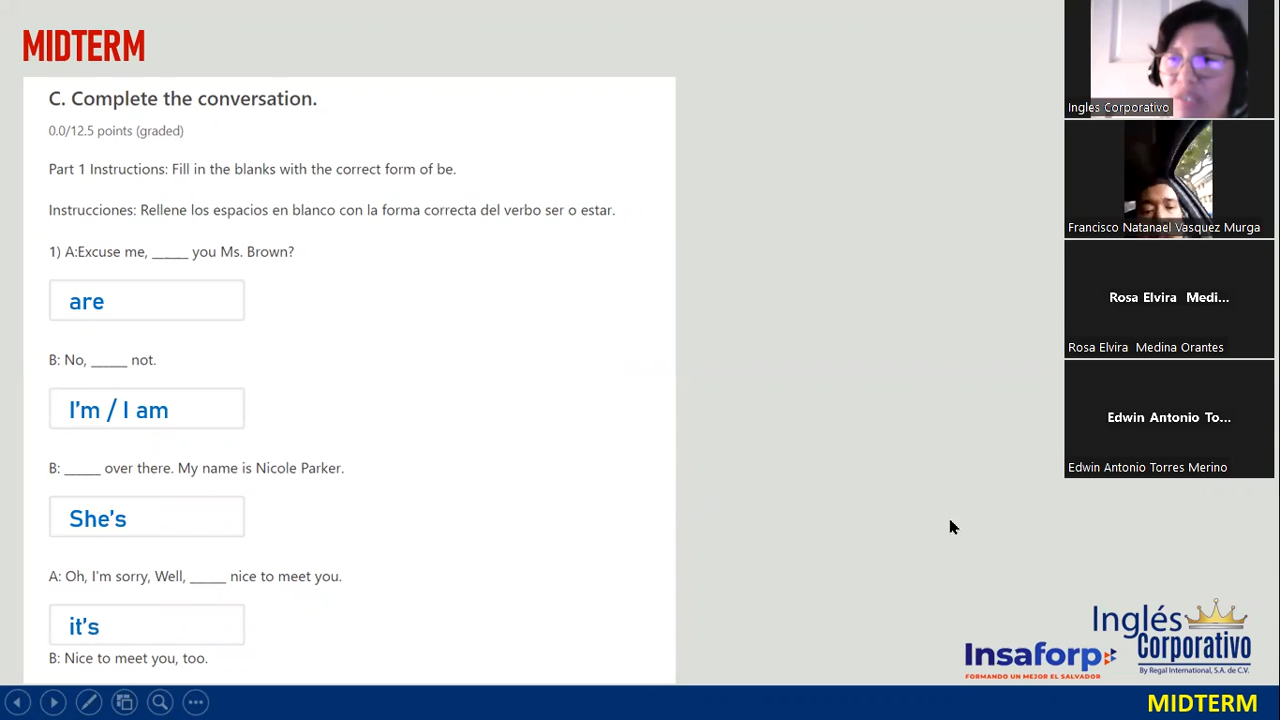 MIDTERM
C. Complete the conversation.
0.0/12.5 points (graded)
Part 1 Instructions: Fill in the blanks with the correct form of be.
Instrucciones: Rellene los espacios en blanco con la forma correcta del verbo ser o estar.
1) A:Excuse me, _____ you Ms. Brown?
are
B: No, _____ not.
I'm / I am
B: _____ over there. My name is Nicole Parker.
She's
A: Oh, I'm sorry, Well, _____ nice to meet you.
it's
B: Nice to meet you, too.
Ingles Corporativo
Francisco Natanael Vasquez Murga
Rosa Elvira Medi...
Rosa Elvira Medina Orantes
Edwin Antonio To...
Edwin Antonio Torres Merino
Inglés
Corporativo
By Regal International, S.A. de C.V.
Insaforp
FORMANDO UN MEJOR EL SALVADOR
MIDTERM